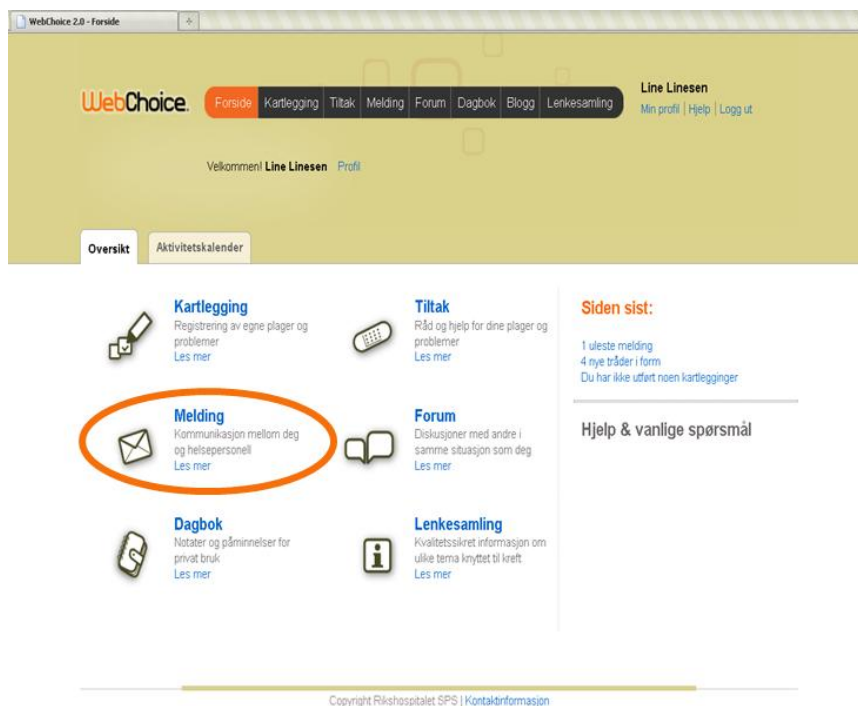 WebChoice 2.0 - Forside
WebChoice.
Forside Kartlegging Tiltak Melding Forum Dagbok Blogg Lenkesamling
Line Linesen
Min profil | Hjelp | Logg ut
Velkommen! Line Linesen Profil
Oversikt Aktivitetskalender
Kartlegging
Registrering av egne plager og
problemer
Les mer
Tiltak
Råd og hjelp for dine plager og
problemer
Les mer
Siden sist:
1 uleste melding
4 nye tråder i form
Du har ikke utført noen kartlegginger
Melding
Kommunikasjon mellom deg
og helsepersonell
Les mer
Forum
Diskusjoner med andre i
samme situasjon som deg
Les mer
Hjelp & vanlige spørsmål
Dagbok
Notater og påminnelser for
privat bruk
Les mer
Lenkesamling
Kvalitetssikret informasjon om
ulike tema knyttet til kreft
Les mer
Copyright Rikshospitalet SPS | Kontaktinformasjon